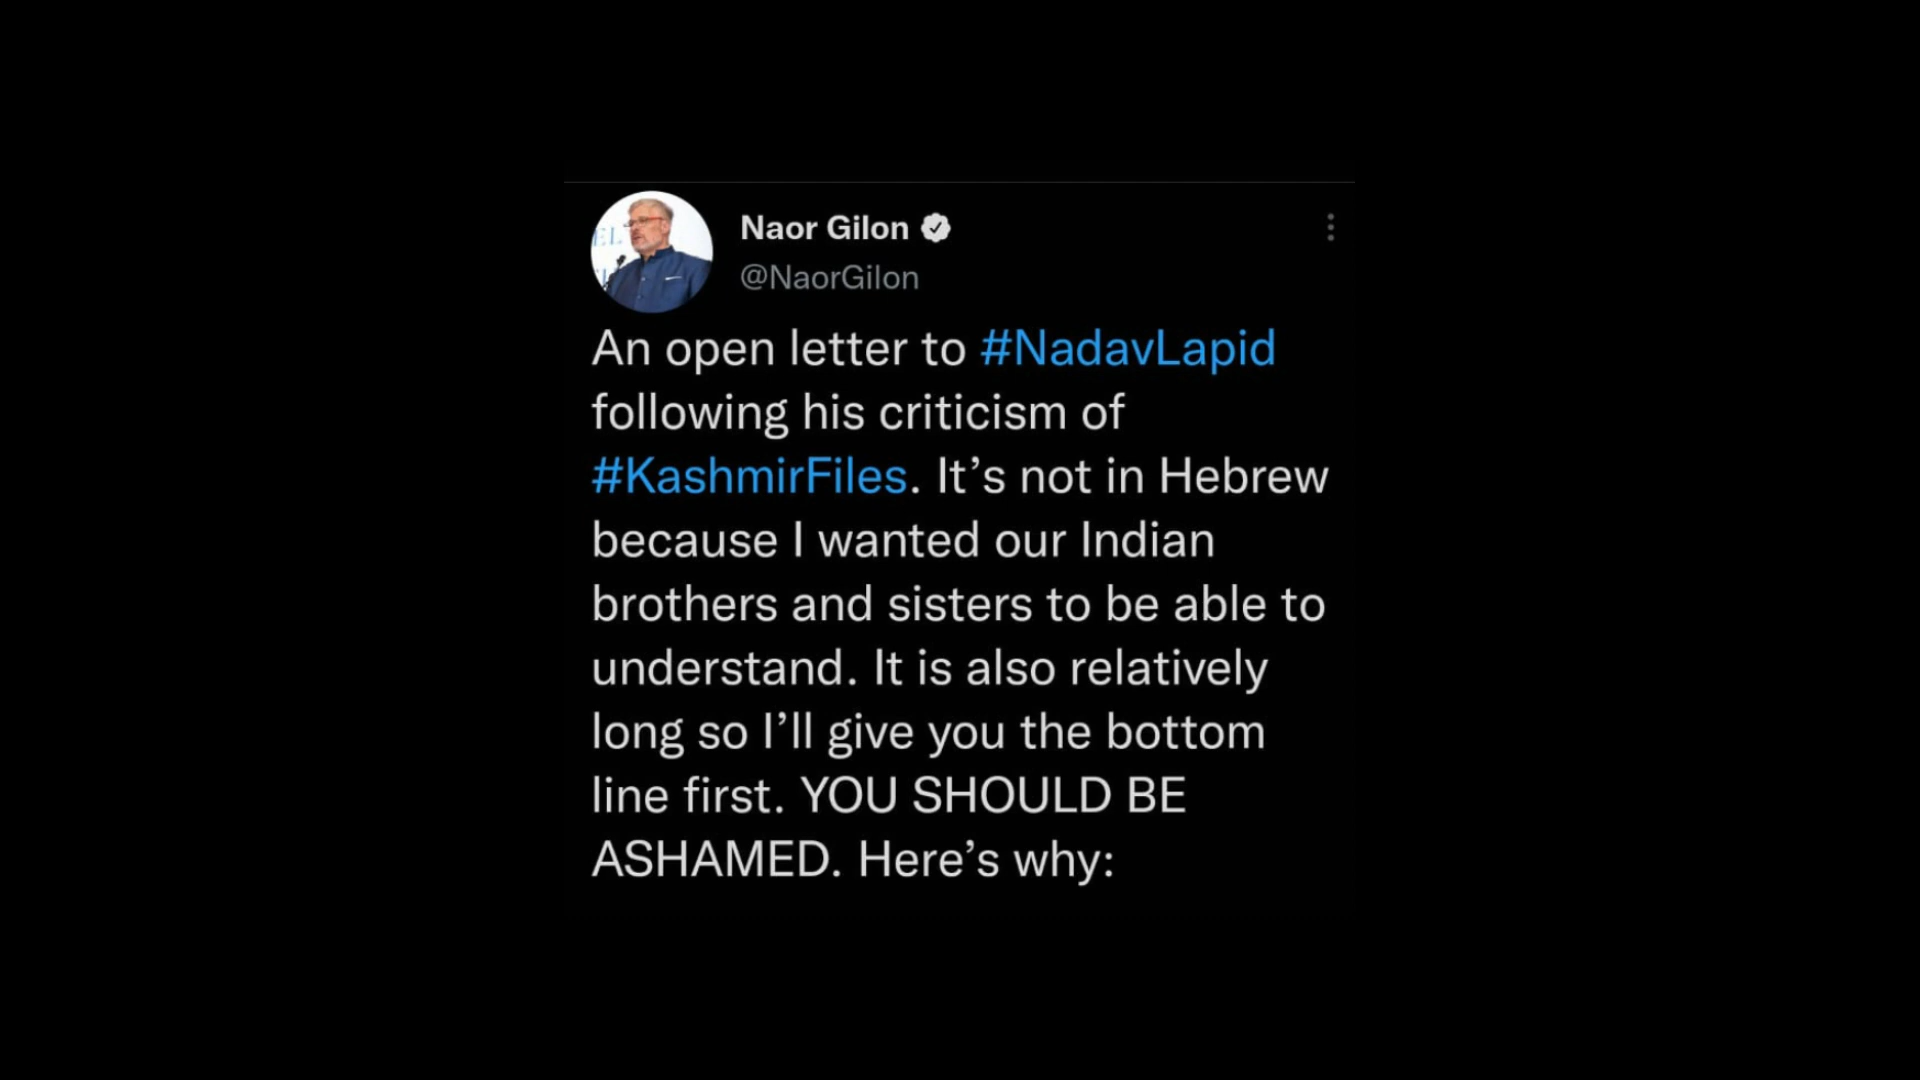 Naor Gilon
@NaorGilon
An open letter to #NadavLapid
following his criticism of
#KashmirFiles. It’s not in Hebrew
because I wanted our Indian
brothers and sisters to be able to
understand. It is also relatively
long so I’ll give you the bottom
line first. YOU SHOULD BE
ASHAMED. Here’s why: